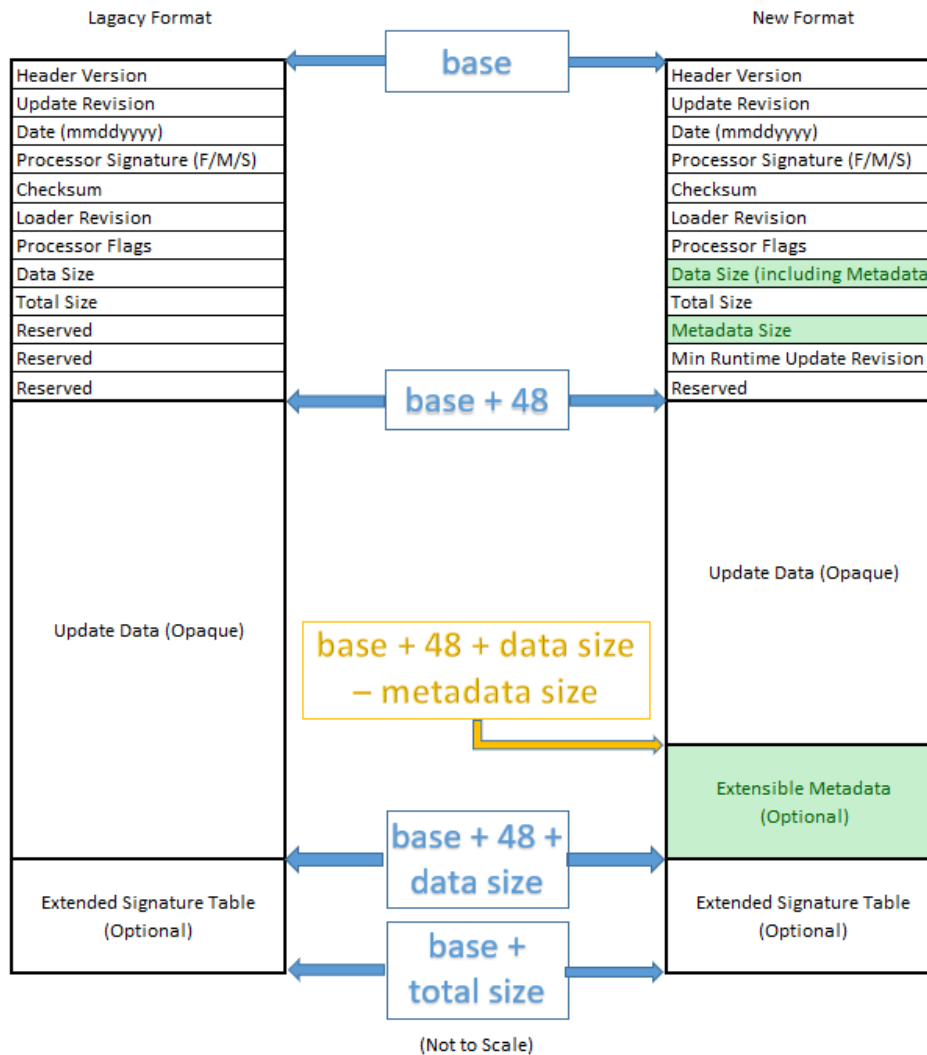 Lagacy Format
New Format
base
Header Version
Update Revision
Date (mmddyyyy)
Processor Signature (F/M/S)
Checksum
Loader Revision
Processor Flags
Data Size
Total Size
Reserved
Reserved
Reserved
Header Version
Update Revision
Date (mmddyyyy)
Processor Signature (F/M/S)
Checksum
Loader Revision
Processor Flags
Data Size (including Metadata
Total Size
Metadata Size
Min Runtime Update Revision
Reserved
base + 48
Update Data (Opaque)
Update Data (Opaque)
base + 48 + data size
– metadata size
Extensible Metadata
(Optional)
base + 48 +
data size
Extended Signature Table
(Optional)
Extended Signature Table
(Optional)
base +
total size
(Not to Scale)